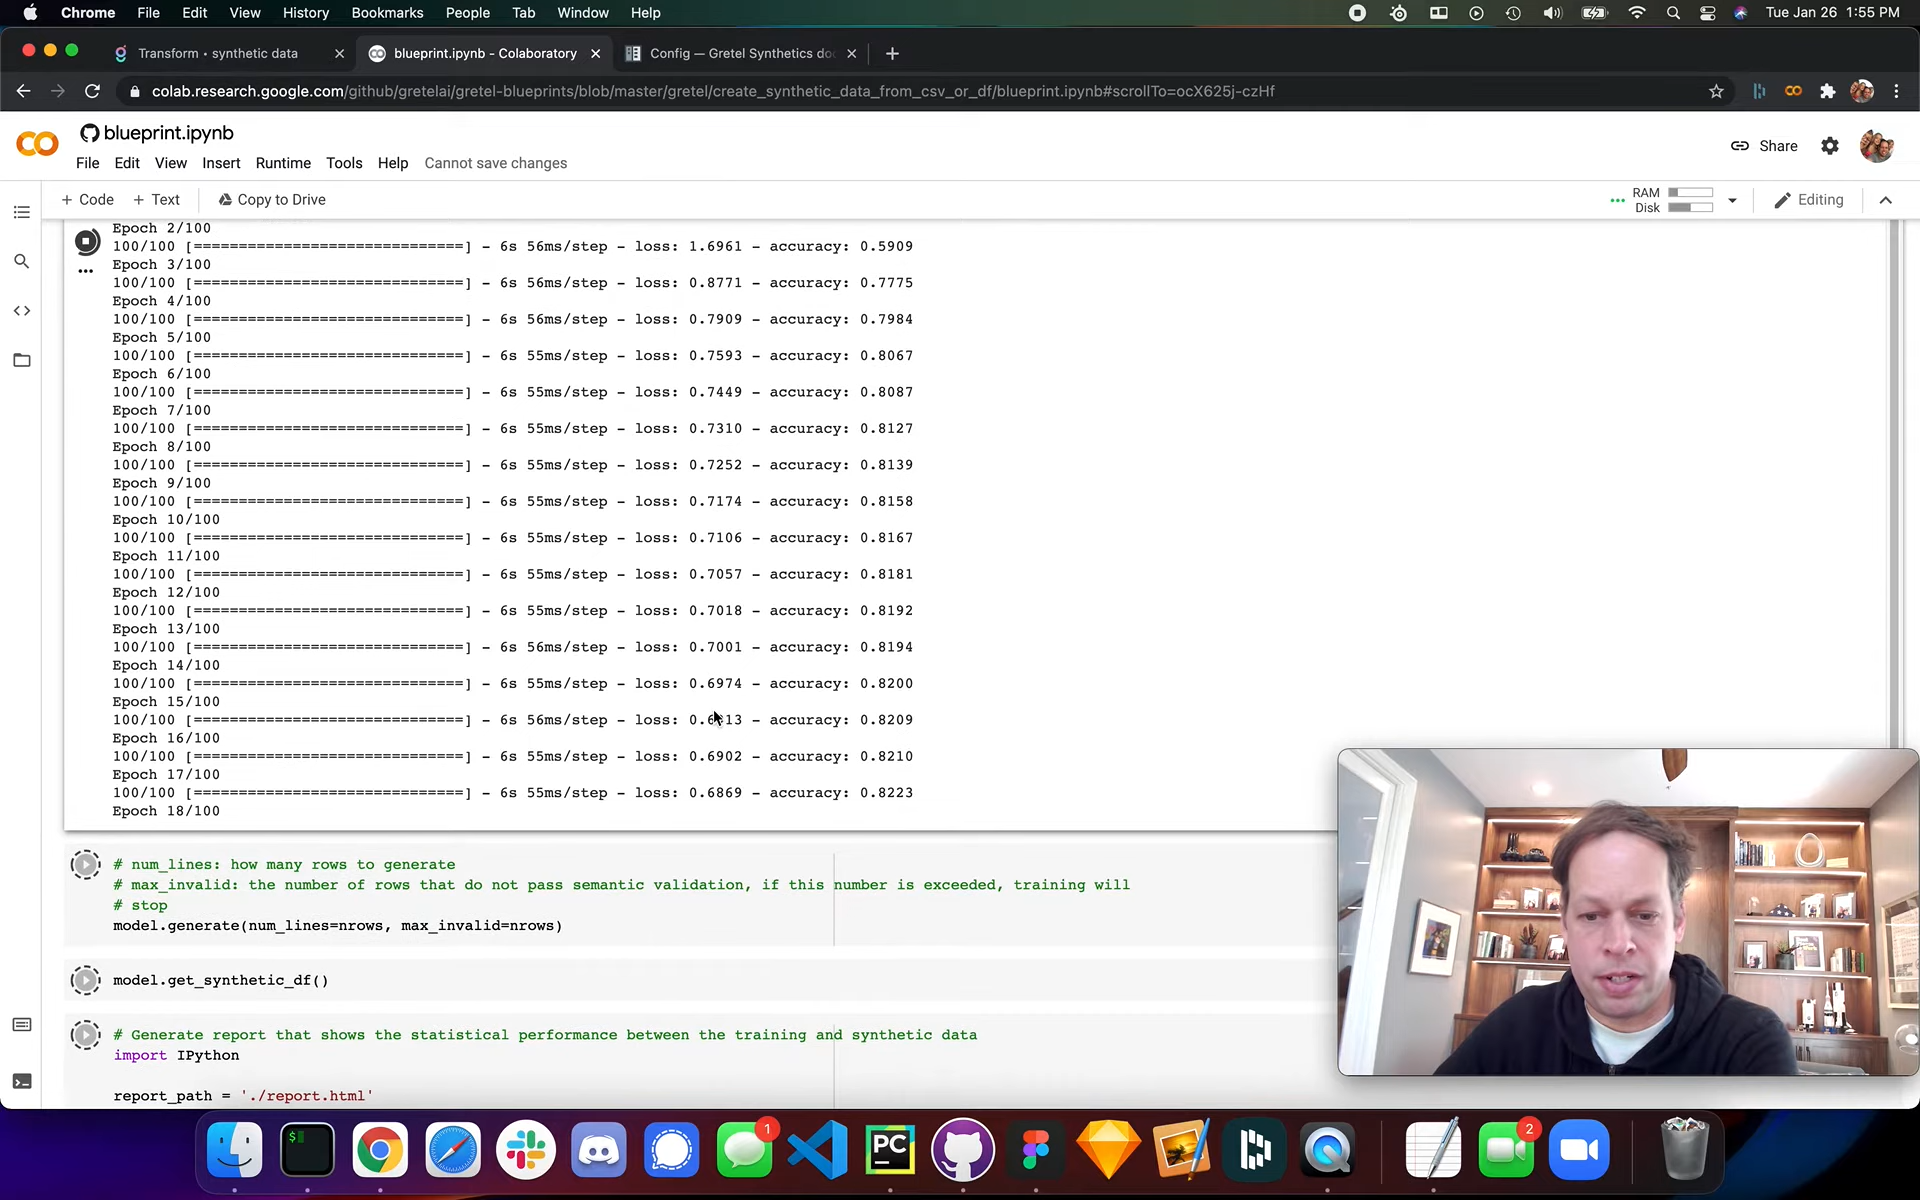 Chrome File Edit View History Bookmarks People Tab Window Help Tue Jan 26 1:55 PM
Transform • synthetic data
blueprint.ipynb - Colaboratory
Config — Gretel Synthetics do
colab.research.google.com/github/gretelai/gretel-blueprints/blob/master/gretel/create_synthetic_data_from_csv_or_df/blueprint.ipynb#scrollTo=ocX625j-czHf
blueprint.ipynb
Share
File Edit View Insert Runtime Tools Help Cannot save changes
+ Code + Text Copy to Drive
RAM
Disk
Editing
Epoch 2/100
100/100 [==============================] - 6s 56ms/step - loss: 1.6961 - accuracy: 0.5909
Epoch 3/100
100/100 [==============================] - 6s 56ms/step - loss: 0.8771 - accuracy: 0.7775
Epoch 4/100
100/100 [==============================] - 6s 56ms/step - loss: 0.7909 - accuracy: 0.7984
Epoch 5/100
100/100 [==============================] - 6s 55ms/step - loss: 0.7593 - accuracy: 0.8067
Epoch 6/100
100/100 [==============================] - 6s 55ms/step - loss: 0.7449 - accuracy: 0.8087
Epoch 7/100
100/100 [==============================] - 6s 55ms/step - loss: 0.7310 - accuracy: 0.8127
Epoch 8/100
100/100 [==============================] - 6s 55ms/step - loss: 0.7252 - accuracy: 0.8139
Epoch 9/100
100/100 [==============================] - 6s 55ms/step - loss: 0.7174 - accuracy: 0.8158
Epoch 10/100
100/100 [==============================] - 6s 55ms/step - loss: 0.7106 - accuracy: 0.8167
Epoch 11/100
100/100 [==============================] - 6s 55ms/step - loss: 0.7057 - accuracy: 0.8181
Epoch 12/100
100/100 [==============================] - 6s 55ms/step - loss: 0.7018 - accuracy: 0.8192
Epoch 13/100
100/100 [==============================] - 6s 56ms/step - loss: 0.7001 - accuracy: 0.8194
Epoch 14/100
100/100 [==============================] - 6s 55ms/step - loss: 0.6974 - accuracy: 0.8200
Epoch 15/100
100/100 [==============================] - 6s 56ms/step - loss: - accuracy: 0.8209
Epoch 16/100
100/100 [==============================] - 6s 55ms/step - loss: 0.6902 - accuracy: 0.8210
Epoch 17/100
100/100 [==============================] - 6s 55ms/step - loss: 0.6869 - accuracy: 0.8223
Epoch 18/100
# num_lines: how many rows to generate
# max_invalid: the number of rows that do not pass semantic validation, if this number is exceeded, training will
# stop
model.generate(num_lines=nrows, max_invalid=nrows)
model.get_synthetic_df()
# Generate report that shows the statistical performance between the training and synthetic data
import IPython
report_path = './report.html'
$
1
PC
2